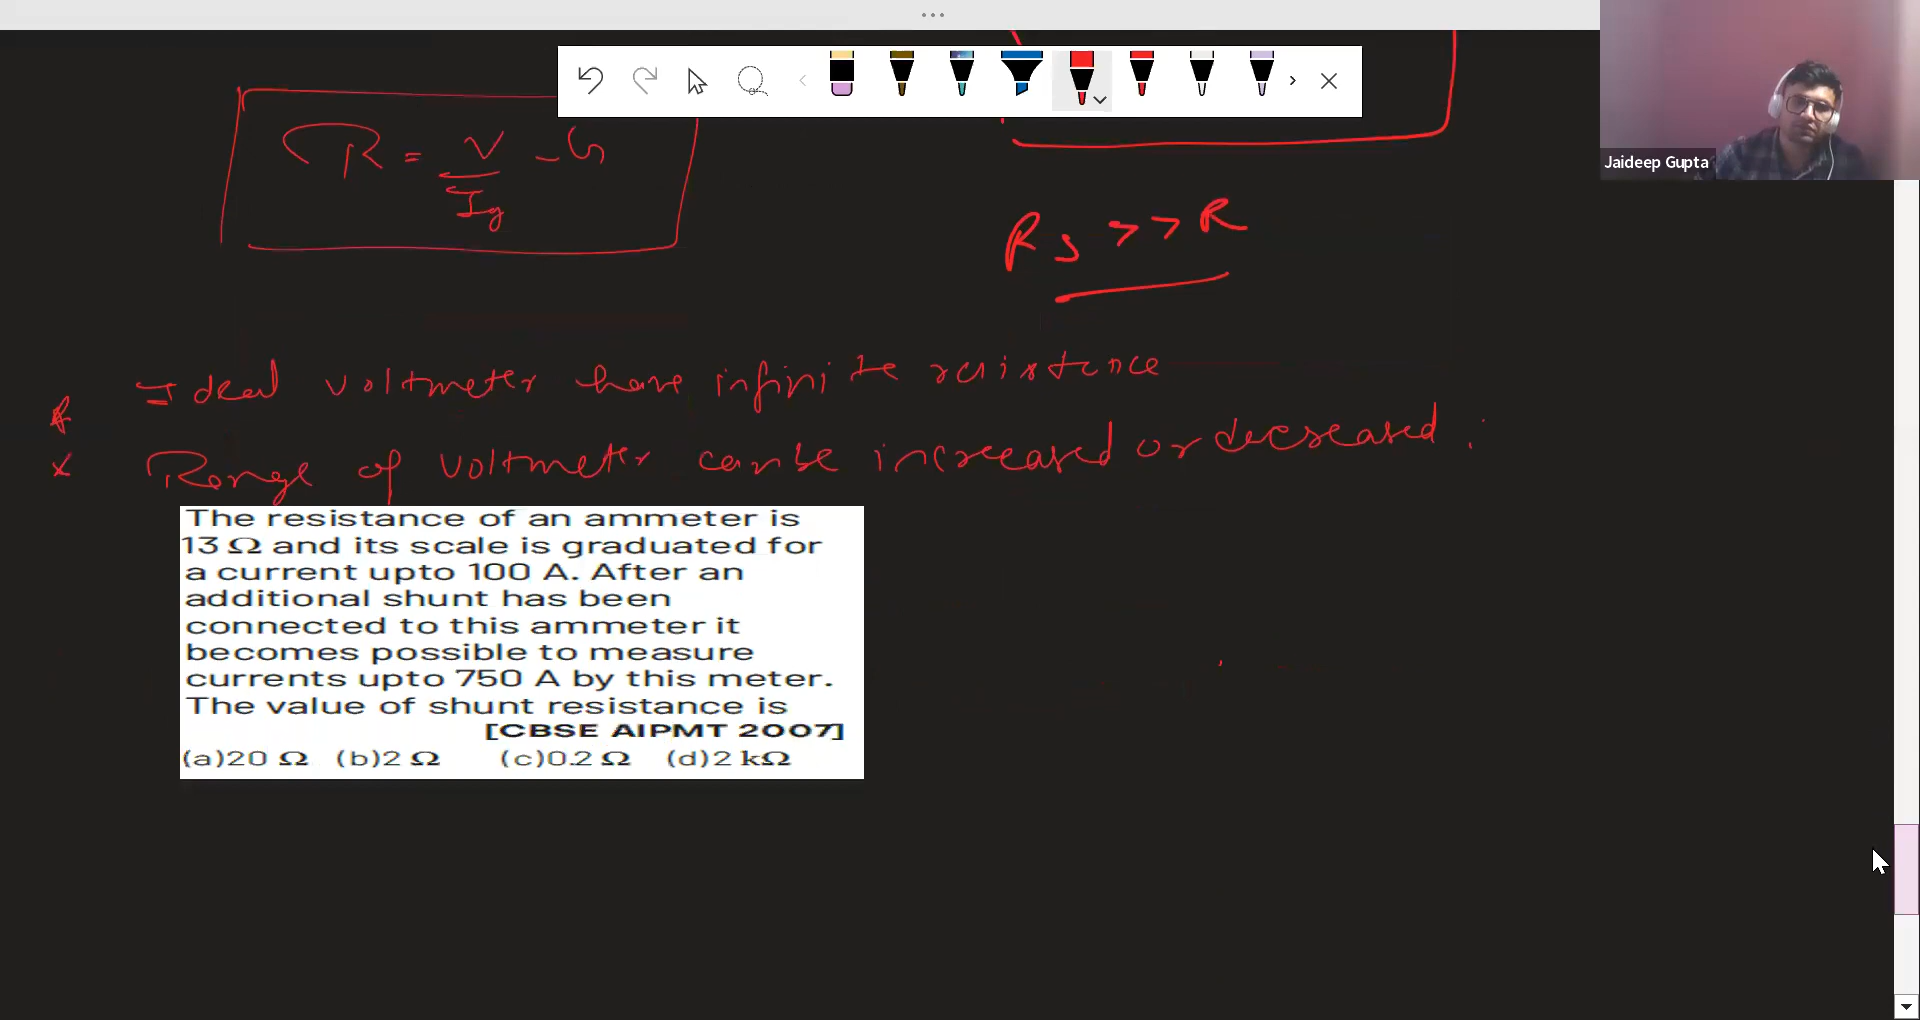 Jaideep Gupta
R = V/Ig - G
Rs >> R
Ideal voltmeter have infinite resistance
Range of voltmeter can be increased or decreased.
The resistance of an ammeter is
13 Ω and its scale is graduated for
a current upto 100 A. After an
additional shunt has been
connected to this ammeter it
becomes possible to measure
currents upto 750 A by this meter.
The value of shunt resistance is
[CBSE AIPMT 2007]
(a)20 Ω (b)2 Ω (c)0.2 Ω (d)2 kΩ